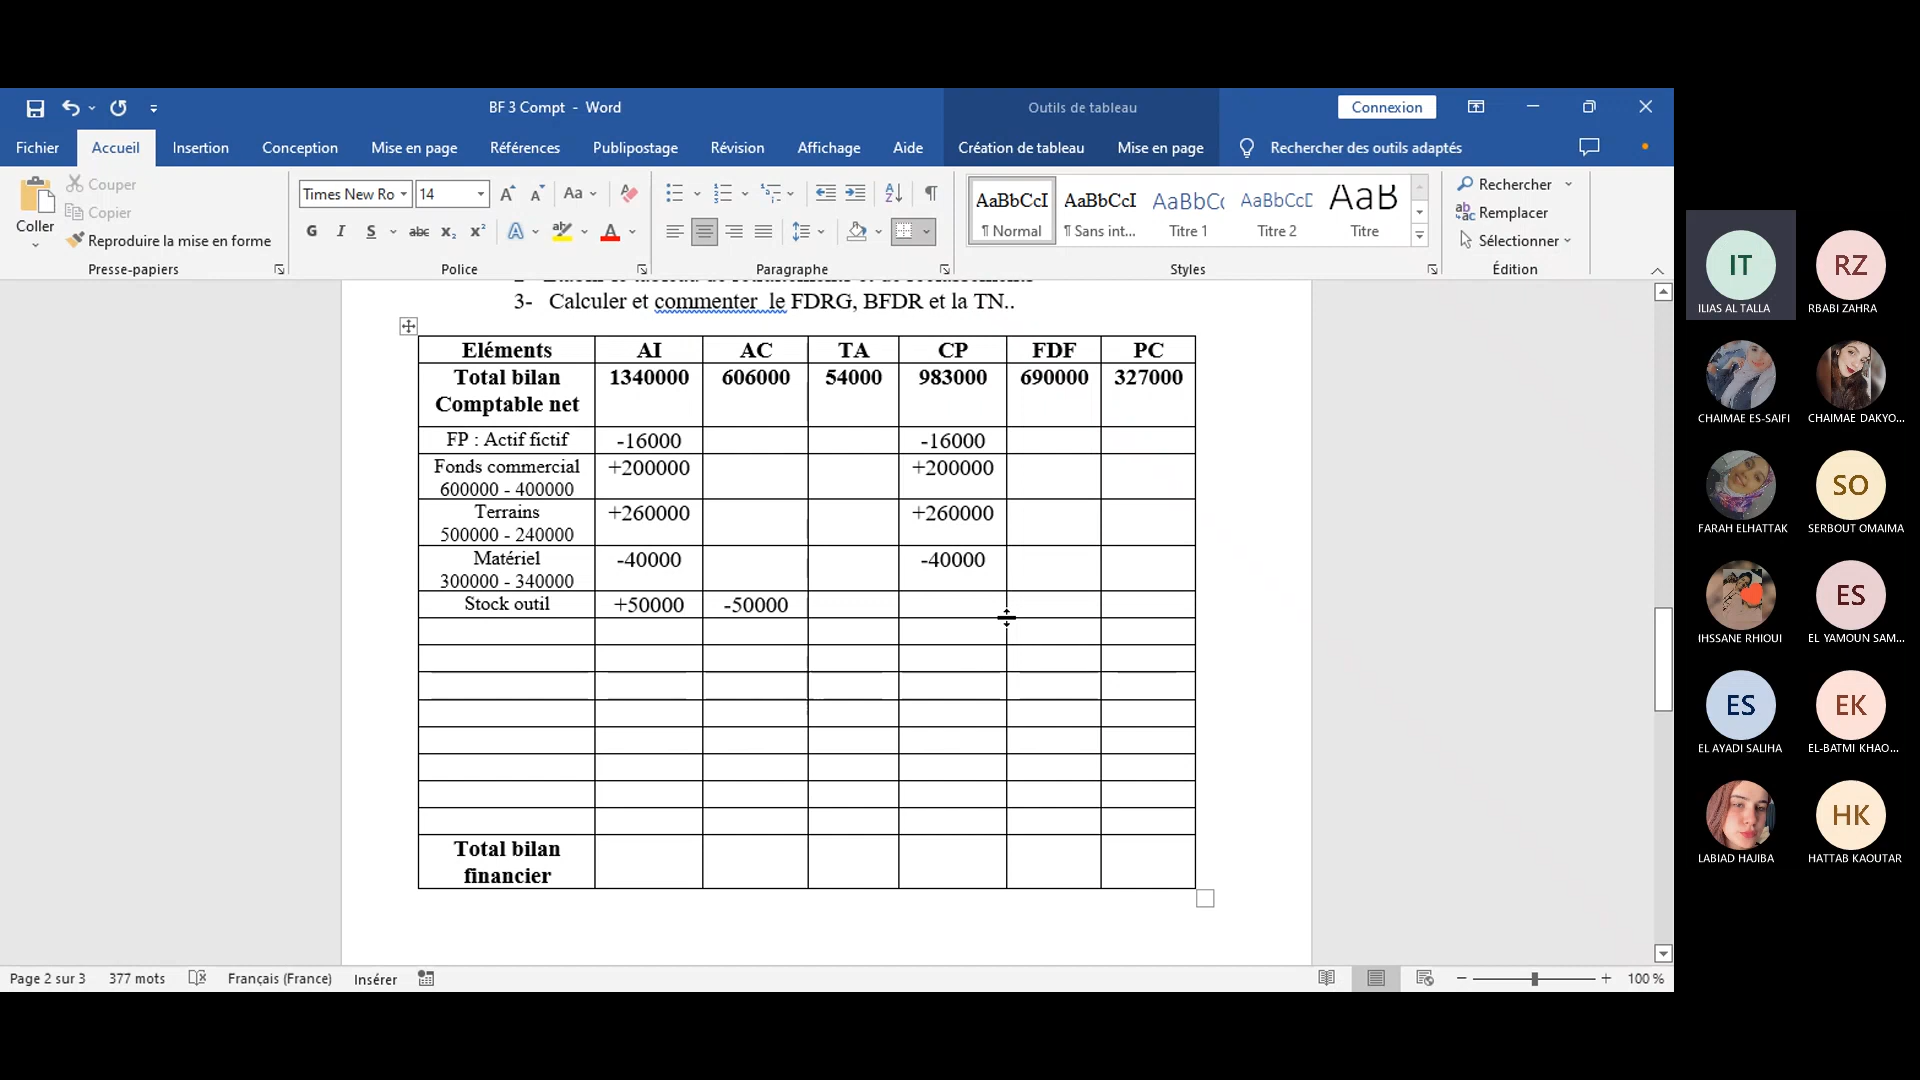 BF 3 Compt - Word
Outils de tableau
Connexion
Fichier
Accueil
Insertion
Conception
Mise en page
Références
Publipostage
Révision
Affichage
Aide
Création de tableau
Mise en page
Rechercher des outils adaptés
Coller
Couper
Copier
Reproduire la mise en forme
Presse-papiers
Times New Ro
14
Aa
G I S abc x₂ x² A A
Police
Paragraphe
AaBbCcI
¶ Normal
AaBbCcI
¶ Sans int...
AaBbCc
Titre 1
AaBbCcD
Titre 2
AaB
Titre
Styles
Rechercher
Remplacer
Sélectionner
Édition
3- Calculer et commenter le FDRG, BFDR et la TN..
Eléments AI AC TA CP FDF PC
Total bilan 1340000 606000 54000 983000 690000 327000
Comptable net
FP : Actif fictif -16000 -16000
Fonds commercial +200000 +200000
600000 - 400000
Terrains +260000 +260000
500000 - 240000
Matériel -40000 -40000
300000 - 340000
Stock outil +50000 -50000
Total bilan
financier
Page 2 sur 3
377 mots
Français (France)
Insérer
100 %
IT
ILIAS AL TALLA
RZ
RBABI ZAHRA
CHAIMAE ES-SAIFI
CHAIMAE DAKYO...
FARAH ELHATTAK
SO
SERBOUT OMAIMA
IHSSANE RHIOUI
ES
EL YAMOUN SAM...
ES
EL AYADI SALIHA
EK
EL-BATMI KHAO...
LABIAD HAJIBA
HK
HATTAB KAOUTAR